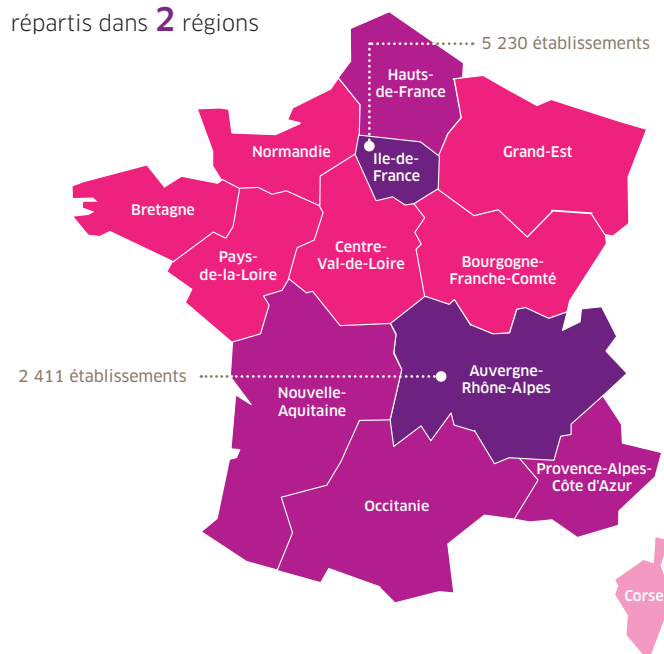 répartis dans 2 régions
5 230 établissements
Hauts-
de-France
Normandie
Ile-de-
France
Grand-Est
Bretagne
Pays-
de-la-Loire
Centre-
Val-de-Loire
Bourgogne-
Franche-Comté
2 411 établissements
Auvergne-
Rhône-Alpes
Nouvelle-
Aquitaine
Provence-Alpes-
Côte d'Azur
Occitanie
Corse